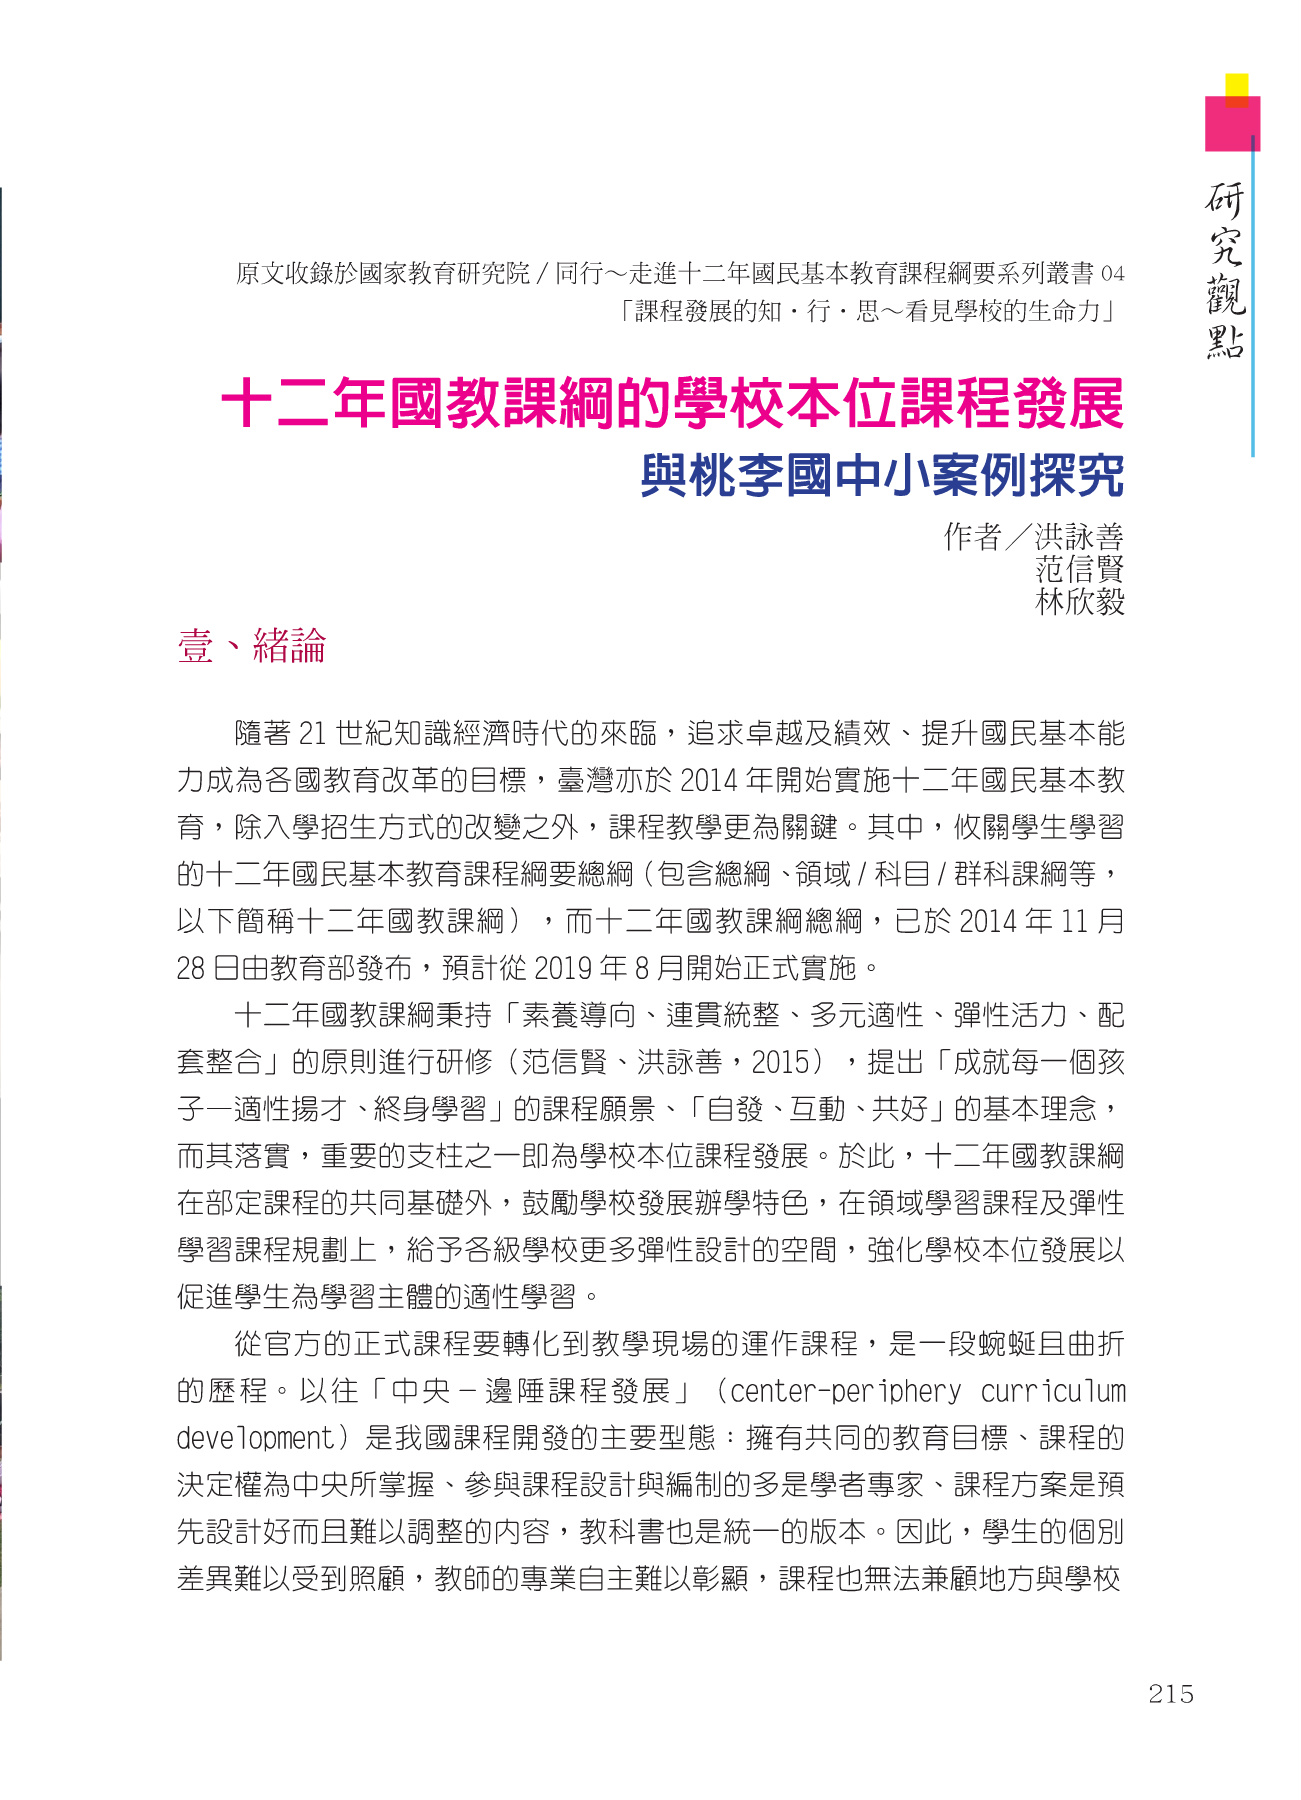 研究觀點
原文收錄於國家教育研究院 / 同行～走進十二年國民基本教育課程綱要系列叢書 04
「課程發展的知．行．思～看見學校的生命力」
十二年國教課綱的學校本位課程發展
與桃李國中小案例探究
作者／洪詠善
范信賢
林欣毅
壹、緒論
隨著 21 世紀知識經濟時代的來臨，追求卓越及績效、提升國民基本能
力成為各國教育改革的目標，臺灣亦於 2014 年開始實施十二年國民基本教
育，除入學招生方式的改變之外，課程教學更為關鍵。其中，攸關學生學習
的十二年國民基本教育課程綱要總綱（包含總綱、領域 / 科目 / 群科課綱等，
以下簡稱十二年國教課綱），而十二年國教課綱總綱，已於 2014 年 11 月
28 日由教育部發布，預計從 2019 年 8 月開始正式實施。
十二年國教課綱秉持「素養導向、連貫統整、多元適性、彈性活力、配
套整合」的原則進行研修（范信賢、洪詠善，2015），提出「成就每一個孩
子—適性揚才、終身學習」的課程願景、「自發、互動、共好」的基本理念，
而其落實，重要的支柱之一即為學校本位課程發展。於此，十二年國教課綱
在部定課程的共同基礎外，鼓勵學校發展辦學特色，在領域學習課程及彈性
學習課程規劃上，給予各級學校更多彈性設計的空間，強化學校本位發展以
促進學生為學習主體的適性學習。
從官方的正式課程要轉化到教學現場的運作課程，是一段蜿蜒且曲折
的歷程。以往「中央－邊陲課程發展」（center-periphery curriculum
development）是我國課程開發的主要型態：擁有共同的教育目標、課程的
決定權為中央所掌握、參與課程設計與編制的多是學者專家、課程方案是預
先設計好而且難以調整的內容，教科書也是統一的版本。因此，學生的個別
差異難以受到照顧，教師的專業自主難以彰顯，課程也無法兼顧地方與學校
215